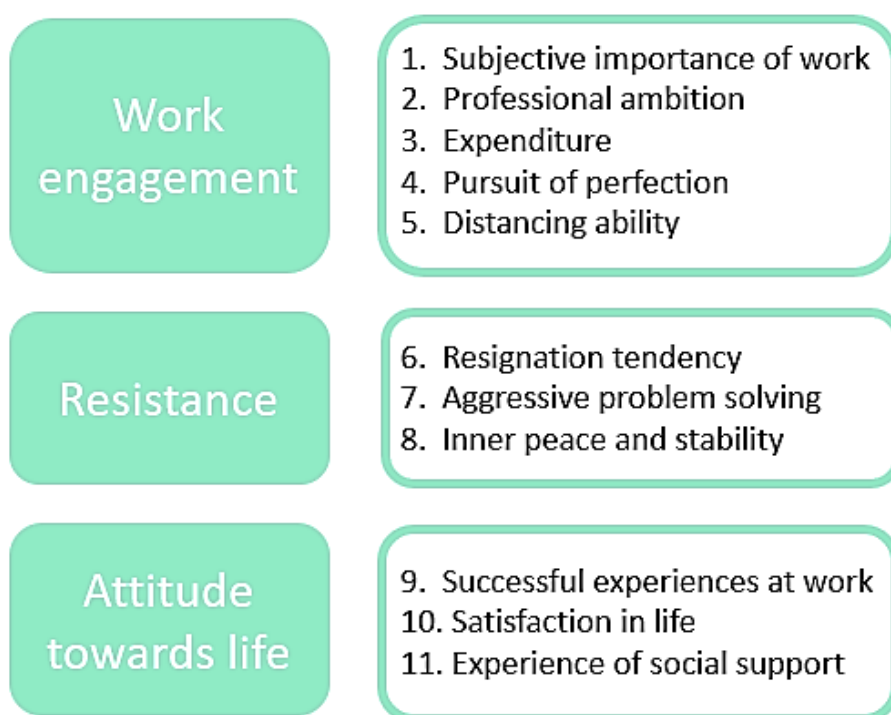 Work
engagement
1. Subjective importance of work
2. Professional ambition
3. Expenditure
4. Pursuit of perfection
5. Distancing ability
Resistance
6. Resignation tendency
7. Aggressive problem solving
8. Inner peace and stability
Attitude
towards life
9. Successful experiences at work
10. Satisfaction in life
11. Experience of social support